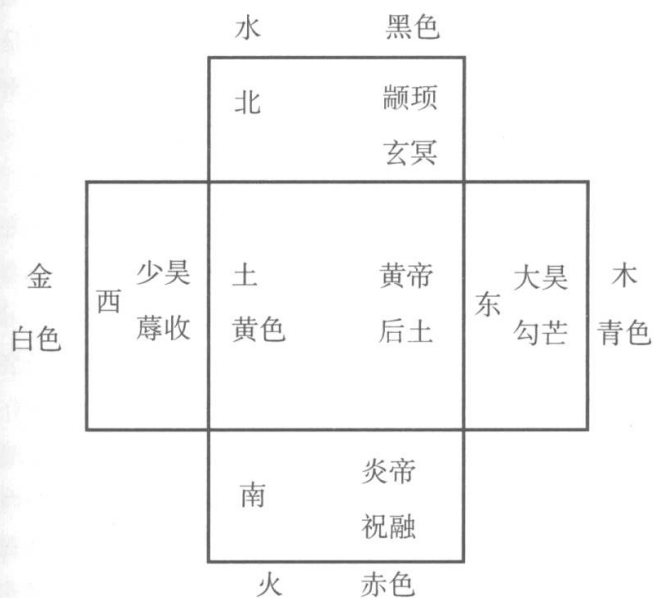 水 黑色
北 颛顼
玄冥
金
白色
西
少昊
蓐收
土
黄色
黄帝
后土
东
大昊
勾芒
木
青色
南
炎帝
祝融
火 赤色